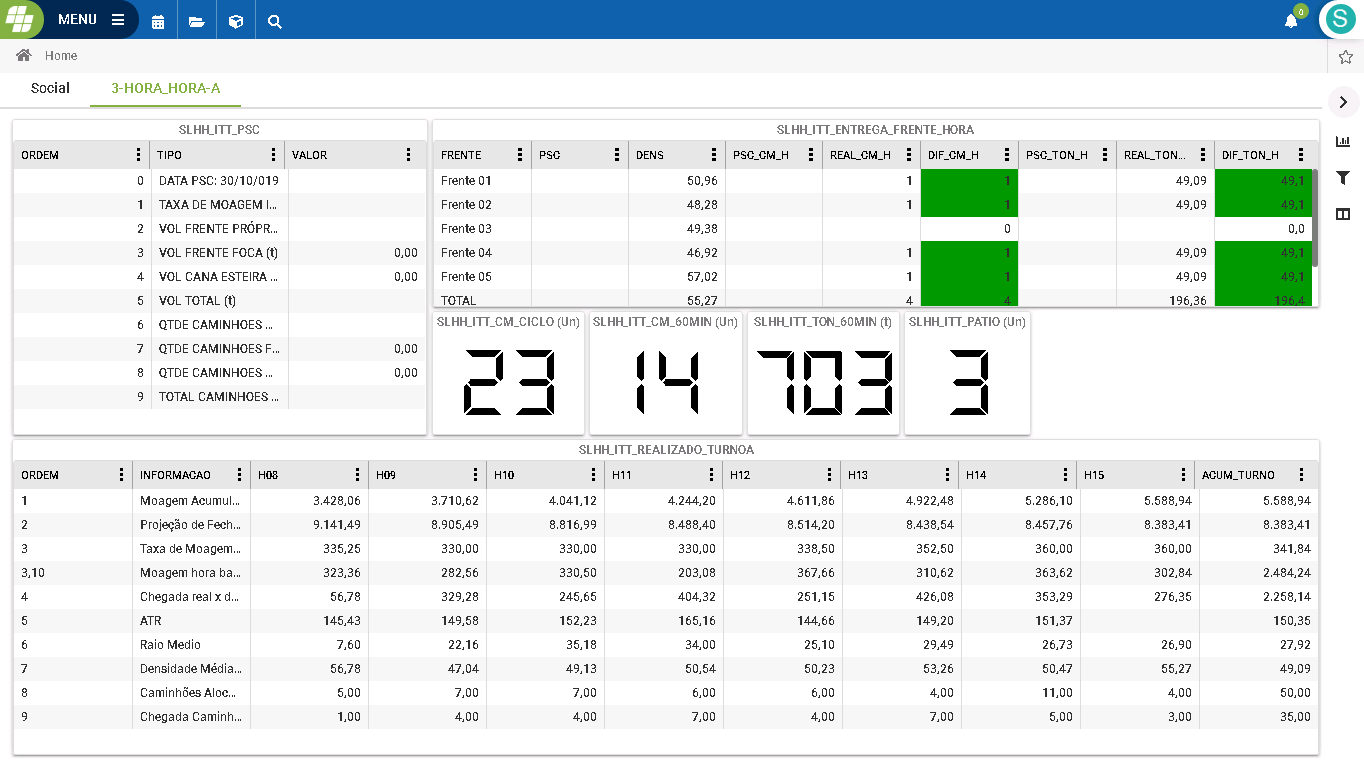 MENU
0
S
Home
Social 3-HORA_HORA-A
SLHH_ITT_PSC
ORDEM TIPO VALOR
0 DATA PSC: 30/10/019
1 TAXA DE MOAGEM I...
2 VOL FRENTE PRÓPR...
3 VOL FRENTE FOCA (t) 0,00
4 VOL CANA ESTEIRA ... 0,00
5 VOL TOTAL (t)
6 QTDE CAMINHOES ...
7 QTDE CAMINHOES F... 0,00
8 QTDE CAMINHOES ... 0,00
9 TOTAL CAMINHOES ...
SLHH_ITT_ENTREGA_FRENTE_HORA
FRENTE PSC DENS PSC_CM_H REAL_CM_H DIF_CM_H PSC_TON_H REAL_TON... DIF_TON_H
Frente 01 50,96 1 1 49,09 49,1
Frente 02 48,28 1 1 49,09 49,1
Frente 03 49,38 0 0,0
Frente 04 46,92 1 1 49,09 49,1
Frente 05 57,02 1 1 49,09 49,1
TOTAL 55,27 4 4 196,36 196,4
SLHH_ITT_CM_CICLO (Un) SLHH_ITT_CM_60MIN (Un) SLHH_ITT_TON_60MIN (t) SLHH_ITT_PATIO (Un)
23 14 703 3
SLHH_ITT_REALIZADO_TURNOA
ORDEM INFORMACAO H08 H09 H10 H11 H12 H13 H14 H15 ACUM_TURNO
1 Moagem Acumul... 3.428,06 3.710,62 4.041,12 4.244,20 4.611,86 4.922,48 5.286,10 5.588,94 5.588,94
2 Projeção de Fech... 9.141,49 8.905,49 8.816,99 8.488,40 8.514,20 8.438,54 8.457,76 8.383,41 8.383,41
3 Taxa de Moagem... 335,25 330,00 330,00 330,00 338,50 352,50 360,00 360,00 341,84
3,10 Moagem hora ba... 323,36 282,56 330,50 203,08 367,66 310,62 363,62 302,84 2.484,24
4 Chegada real x d... 56,78 329,28 245,65 404,32 251,15 426,08 353,29 276,35 2.258,14
5 ATR 145,43 149,58 152,23 165,16 144,66 149,20 151,37 150,35
6 Raio Medio 7,60 22,16 35,18 34,00 25,10 29,49 26,73 26,90 27,92
7 Densidade Média... 56,78 47,04 49,13 50,54 50,23 53,26 50,47 55,27 49,09
8 Caminhões Aloc... 5,00 7,00 7,00 6,00 6,00 4,00 11,00 4,00 50,00
9 Chegada Caminh... 1,00 4,00 4,00 7,00 4,00 7,00 5,00 3,00 35,00